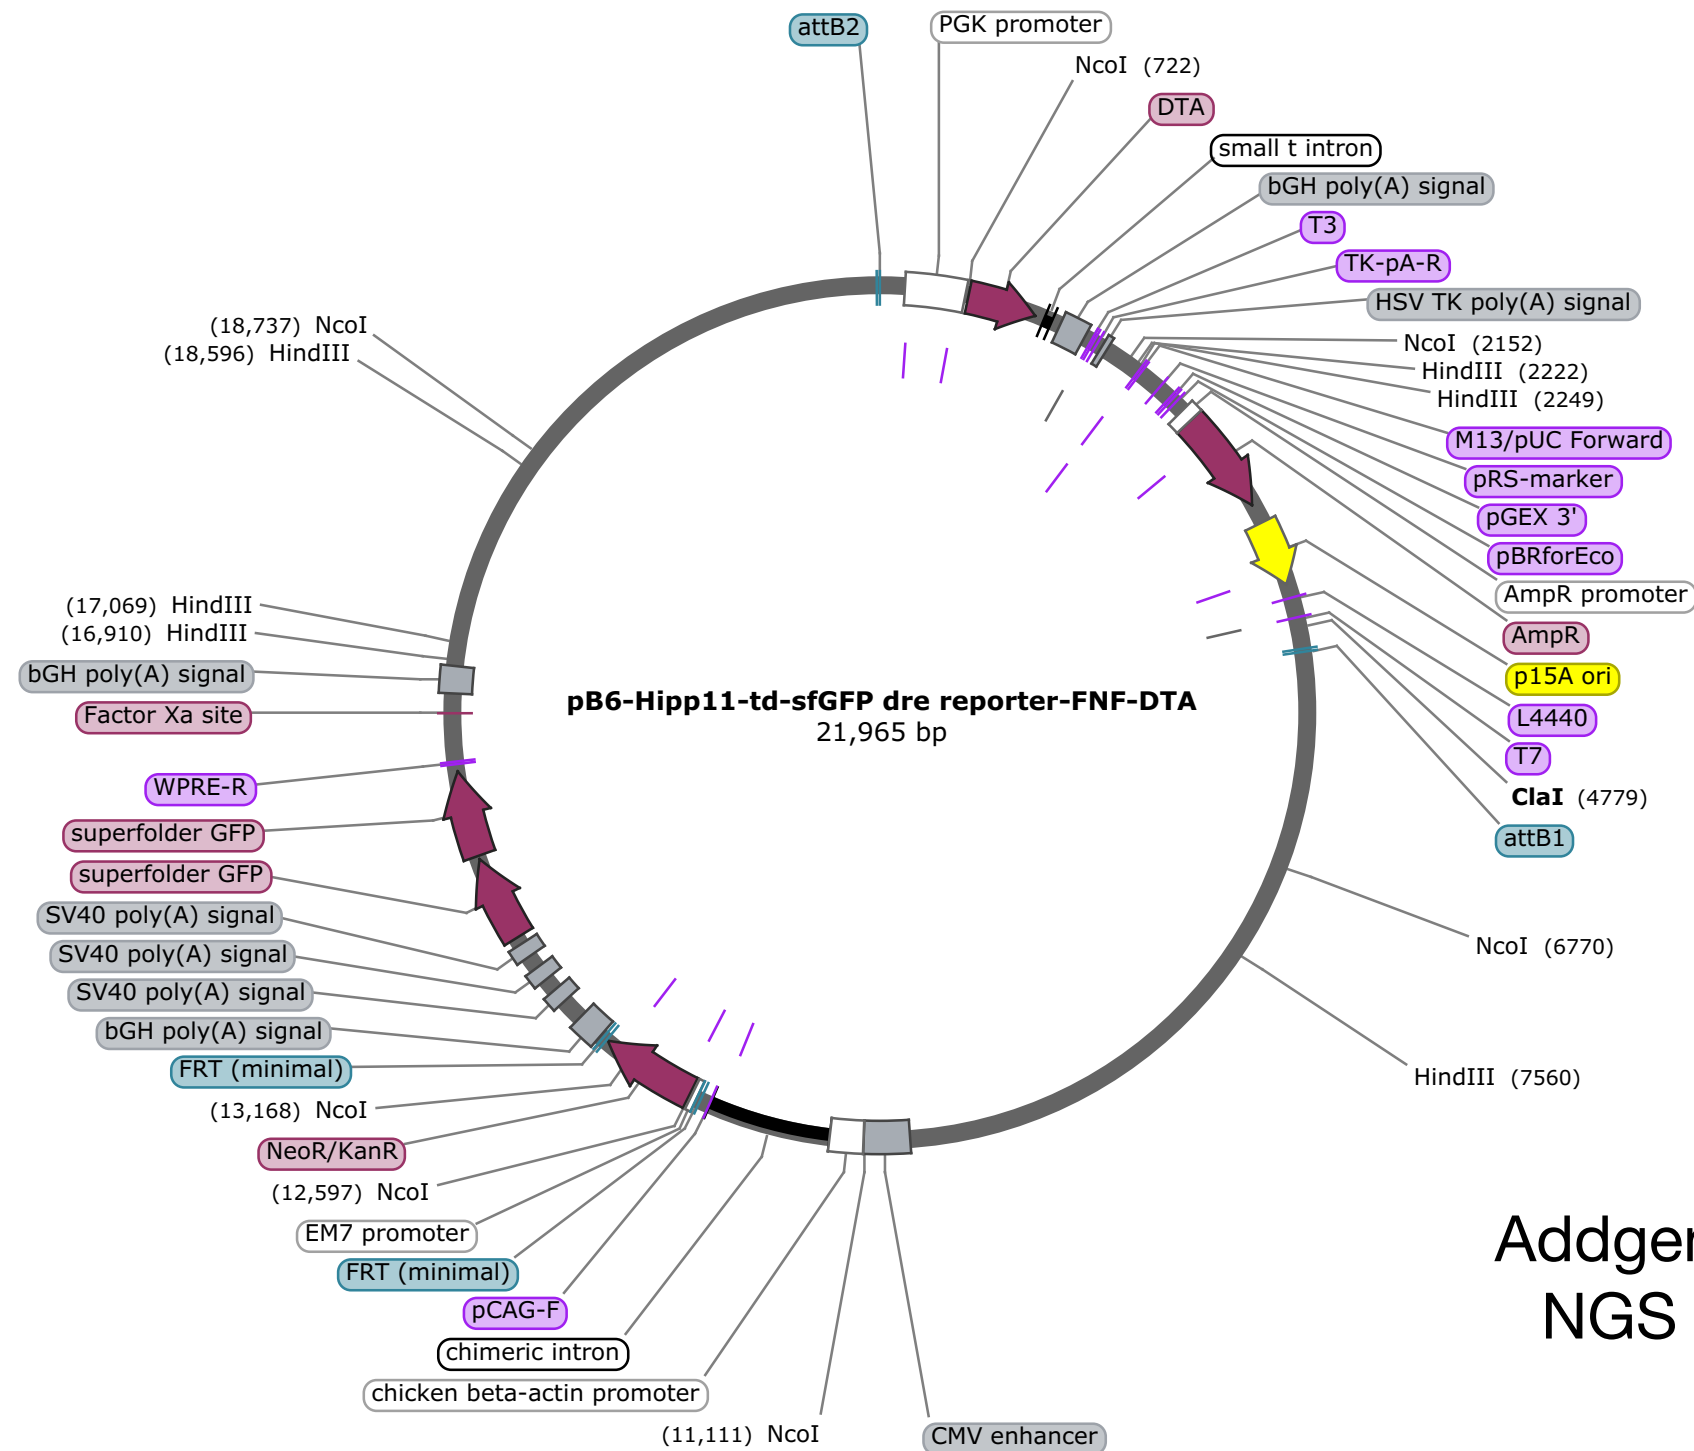 attB2
PGK promoter
NcoI (722)
DTA
small t intron
bGH poly(A) signal
T3
TK-pA-R
HSV TK poly(A) signal
NcoI (2152)
HindIII (2222)
HindIII (2249)
M13/pUC Forward
pRS-marker
pGEX 3'
pBRforEco
AmpR promoter
AmpR
p15A ori
L4440
T7
ClaI (4779)
attB1
NcoI (6770)
HindIII (7560)
CMV enhancer
(11,111) NcoI
chicken beta-actin promoter
chimeric intron
pCAG-F
FRT (minimal)
EM7 promoter
(12,597) NcoI
NeoR/KanR
(13,168) NcoI
FRT (minimal)
bGH poly(A) signal
SV40 poly(A) signal
SV40 poly(A) signal
SV40 poly(A) signal
superfolder GFP
superfolder GFP
WPRE-R
Factor Xa site
bGH poly(A) signal
(16,910) HindIII
(17,069) HindIII
(18,596) HindIII
(18,737) NcoI
pB6-Hipp11-td-sfGFP dre reporter-FNF-DTA
21,965 bp
NGS